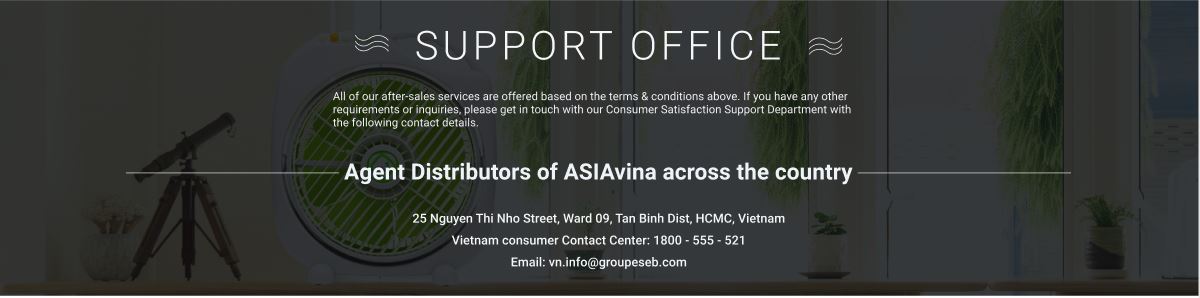 SUPPORT OFFICE
All of our after-sales services are offered based on the terms & conditions above. If you have any other
requirements or inquiries, please get in touch with our Consumer Satisfaction Support Department with
the following contact details.
Agent Distributors of ASIAvina across the country
25 Nguyen Thi Nho Street, Ward 09, Tan Binh Dist, HCMC, Vietnam
Vietnam consumer Contact Center: 1800 - 555 - 521
Email: vn.info@groupeseb.com